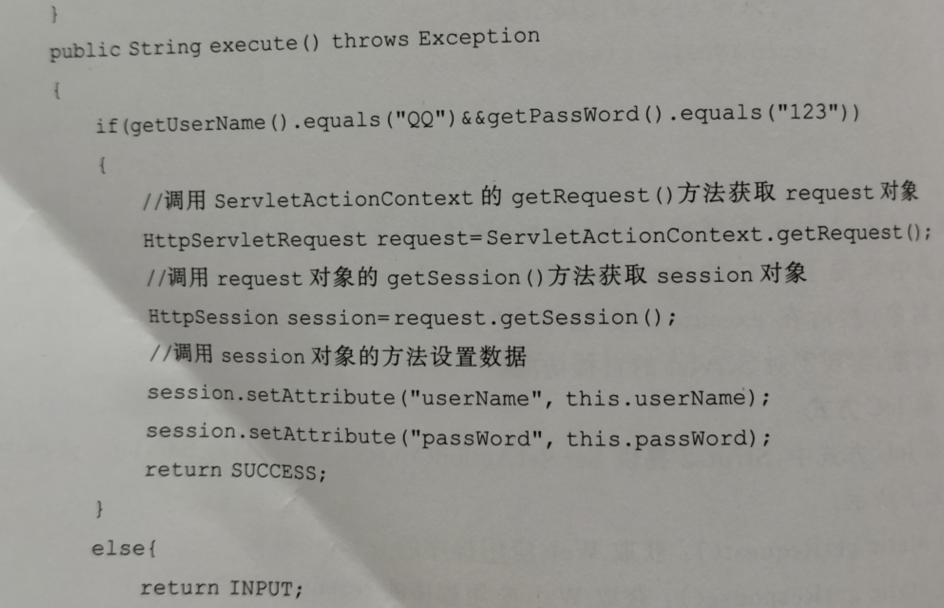 }
public String execute() throws Exception
{
if(getUserName().equals("QQ")&&getPassWord().equals("123"))
{
//调用 ServletActionContext 的 getRequest()方法获取 request 对象
HttpServletRequest request=ServletActionContext.getRequest();
//调用 request 对象的 getSession()方法获取 session 对象
HttpSession session=request.getSession();
//调用 session 对象的方法设置数据
session.setAttribute("userName", this.userName);
session.setAttribute("passWord", this.passWord);
return SUCCESS;
}
else{
return INPUT;